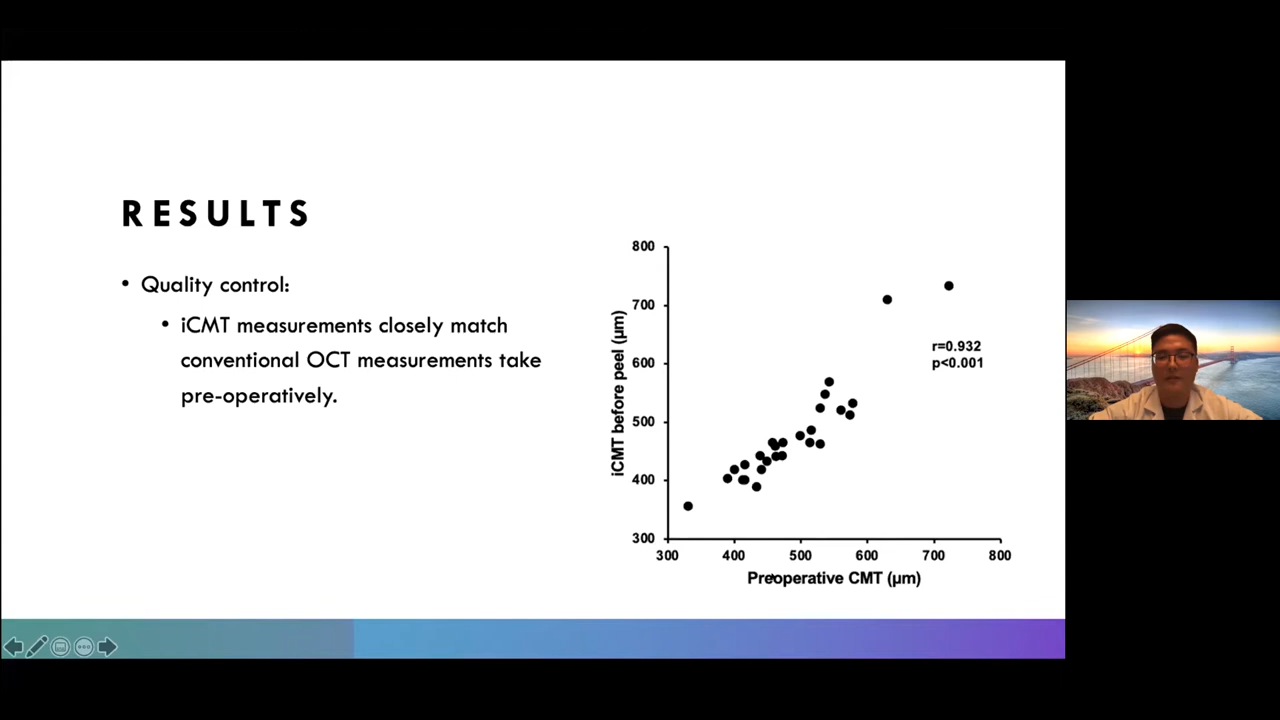 RESULTS
• Quality control:
• iCMT measurements closely match
conventional OCT measurements take
pre-operatively.
800
700
600
500
400
300
iCMT before peel (µm)
r=0.932
p<0.001
300 400 500 600 700 800
Preoperative CMT (µm)